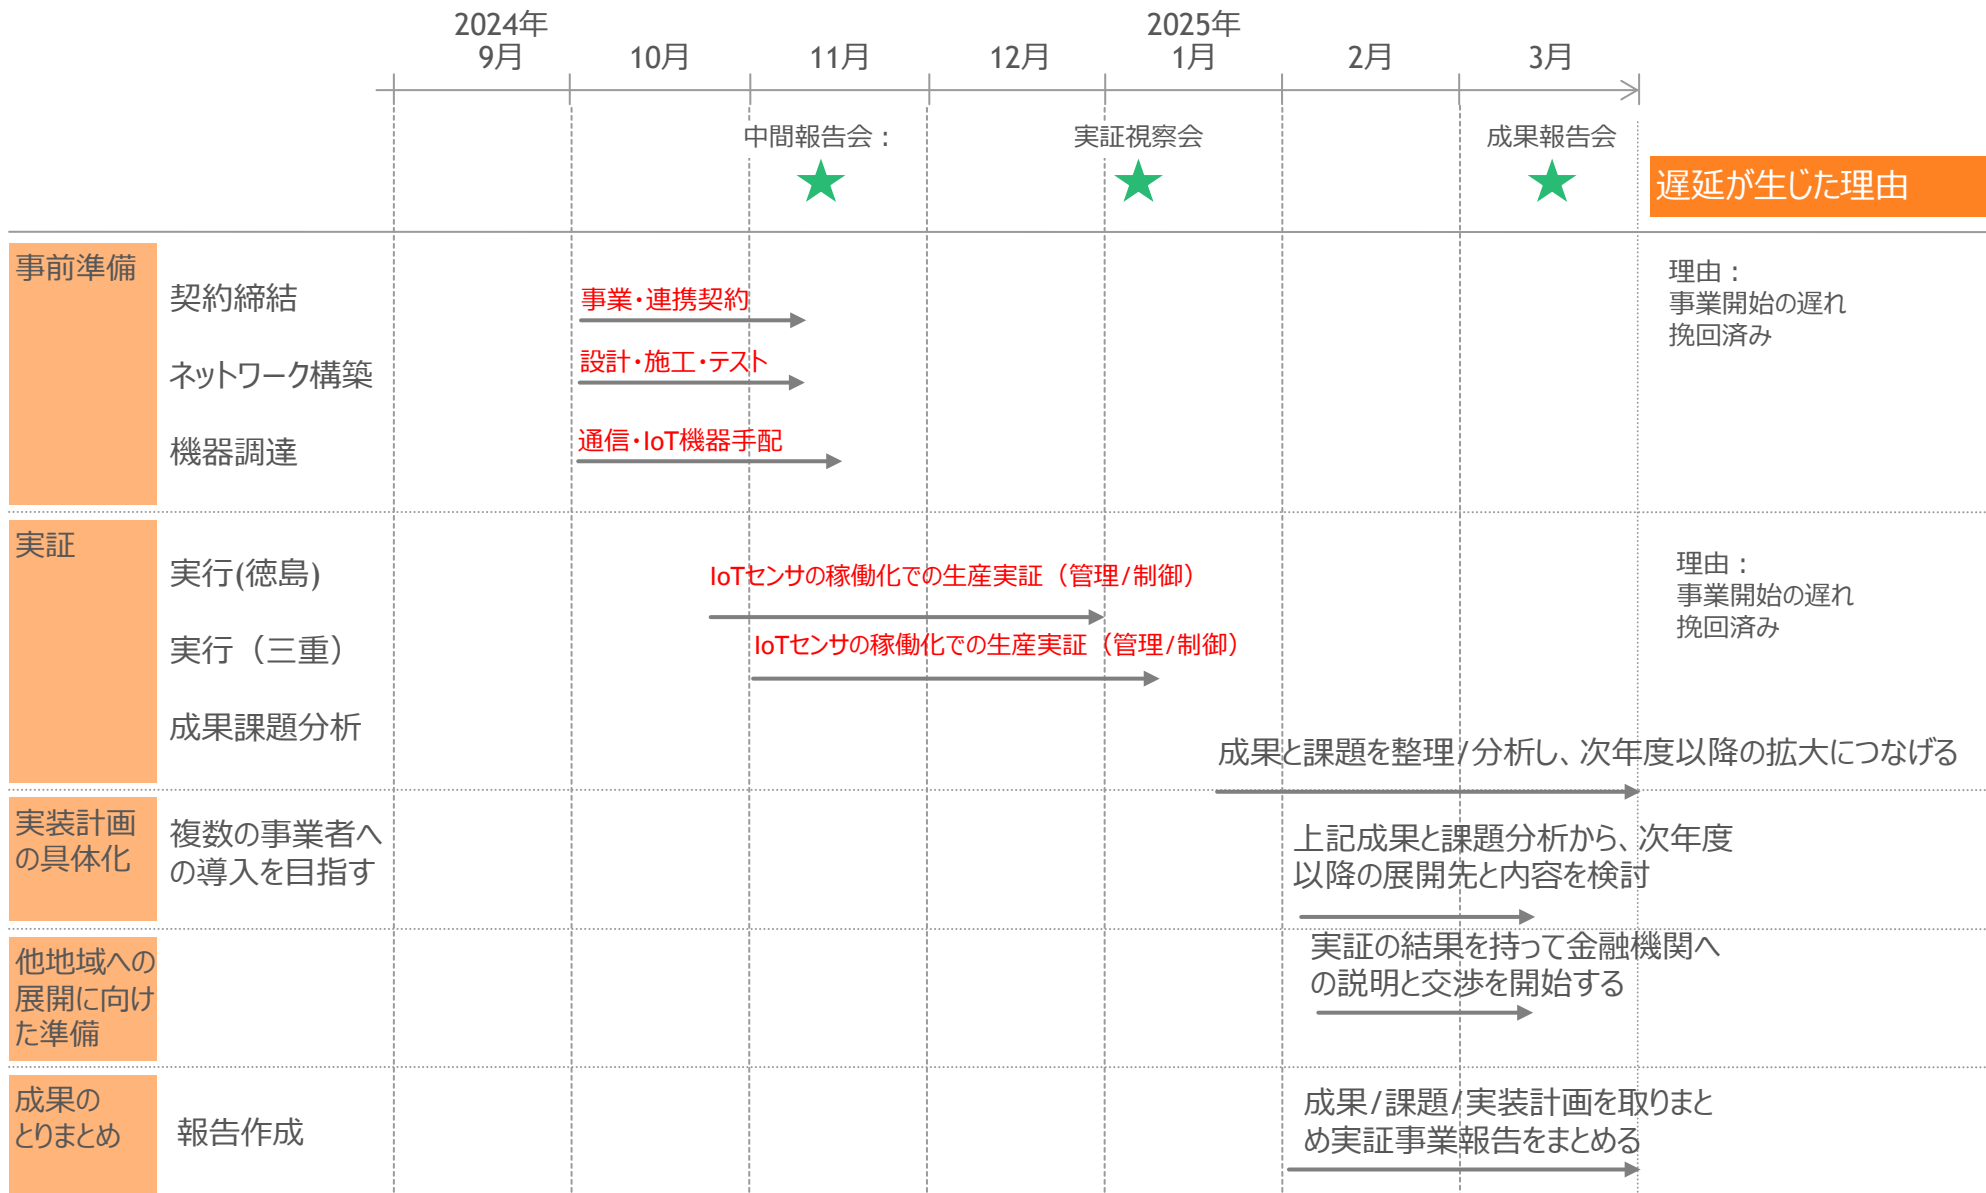 2024年
2025年
9月
10月
11月
12月
1月
2月
3月
中間報告会：
実証視察会
成果報告会
遅延が生じた理由
事前準備
契約締結
事業・連携契約
理由：
事業開始の遅れ
挽回済み
ネットワーク構築
設計・施工・テスト
機器調達
通信・IoT機器手配
実証
実行(徳島)
IoTセンサの稼働化での生産実証（管理/制御）
理由：
事業開始の遅れ
挽回済み
実行（三重）
IoTセンサの稼働化での生産実証（管理/制御）
成果課題分析
成果と課題を整理/分析し、次年度以降の拡大につなげる
実装計画
の具体化
複数の事業者へ
の導入を目指す
上記成果と課題分析から、次年度
以降の展開先と内容を検討
他地域への
展開に向け
た準備
実証の結果を持って金融機関へ
の説明と交渉を開始する
成果の
とりまとめ
報告作成
成果/課題/実装計画を取りまと
め実証事業報告をまとめる